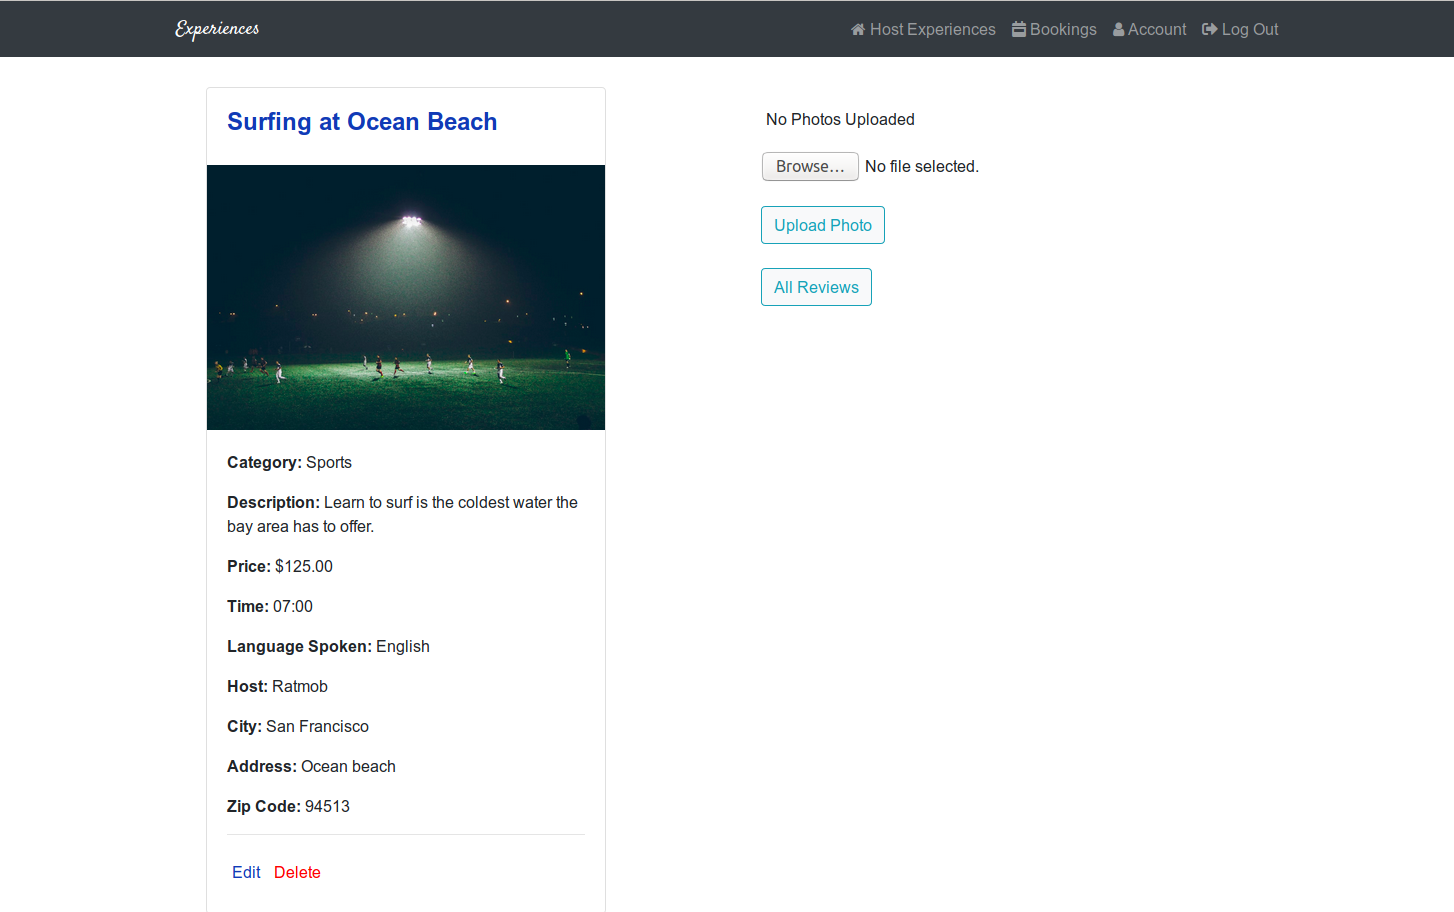 Experiences
Host Experiences
Bookings
Account
Log Out
Surfing at Ocean Beach
Category: Sports
Description: Learn to surf is the coldest water the
bay area has to offer.
Price: $125.00
Time: 07:00
Language Spoken: English
Host: Ratmob
City: San Francisco
Address: Ocean beach
Zip Code: 94513
Edit Delete
No Photos Uploaded
Browse... No file selected.
Upload Photo
All Reviews